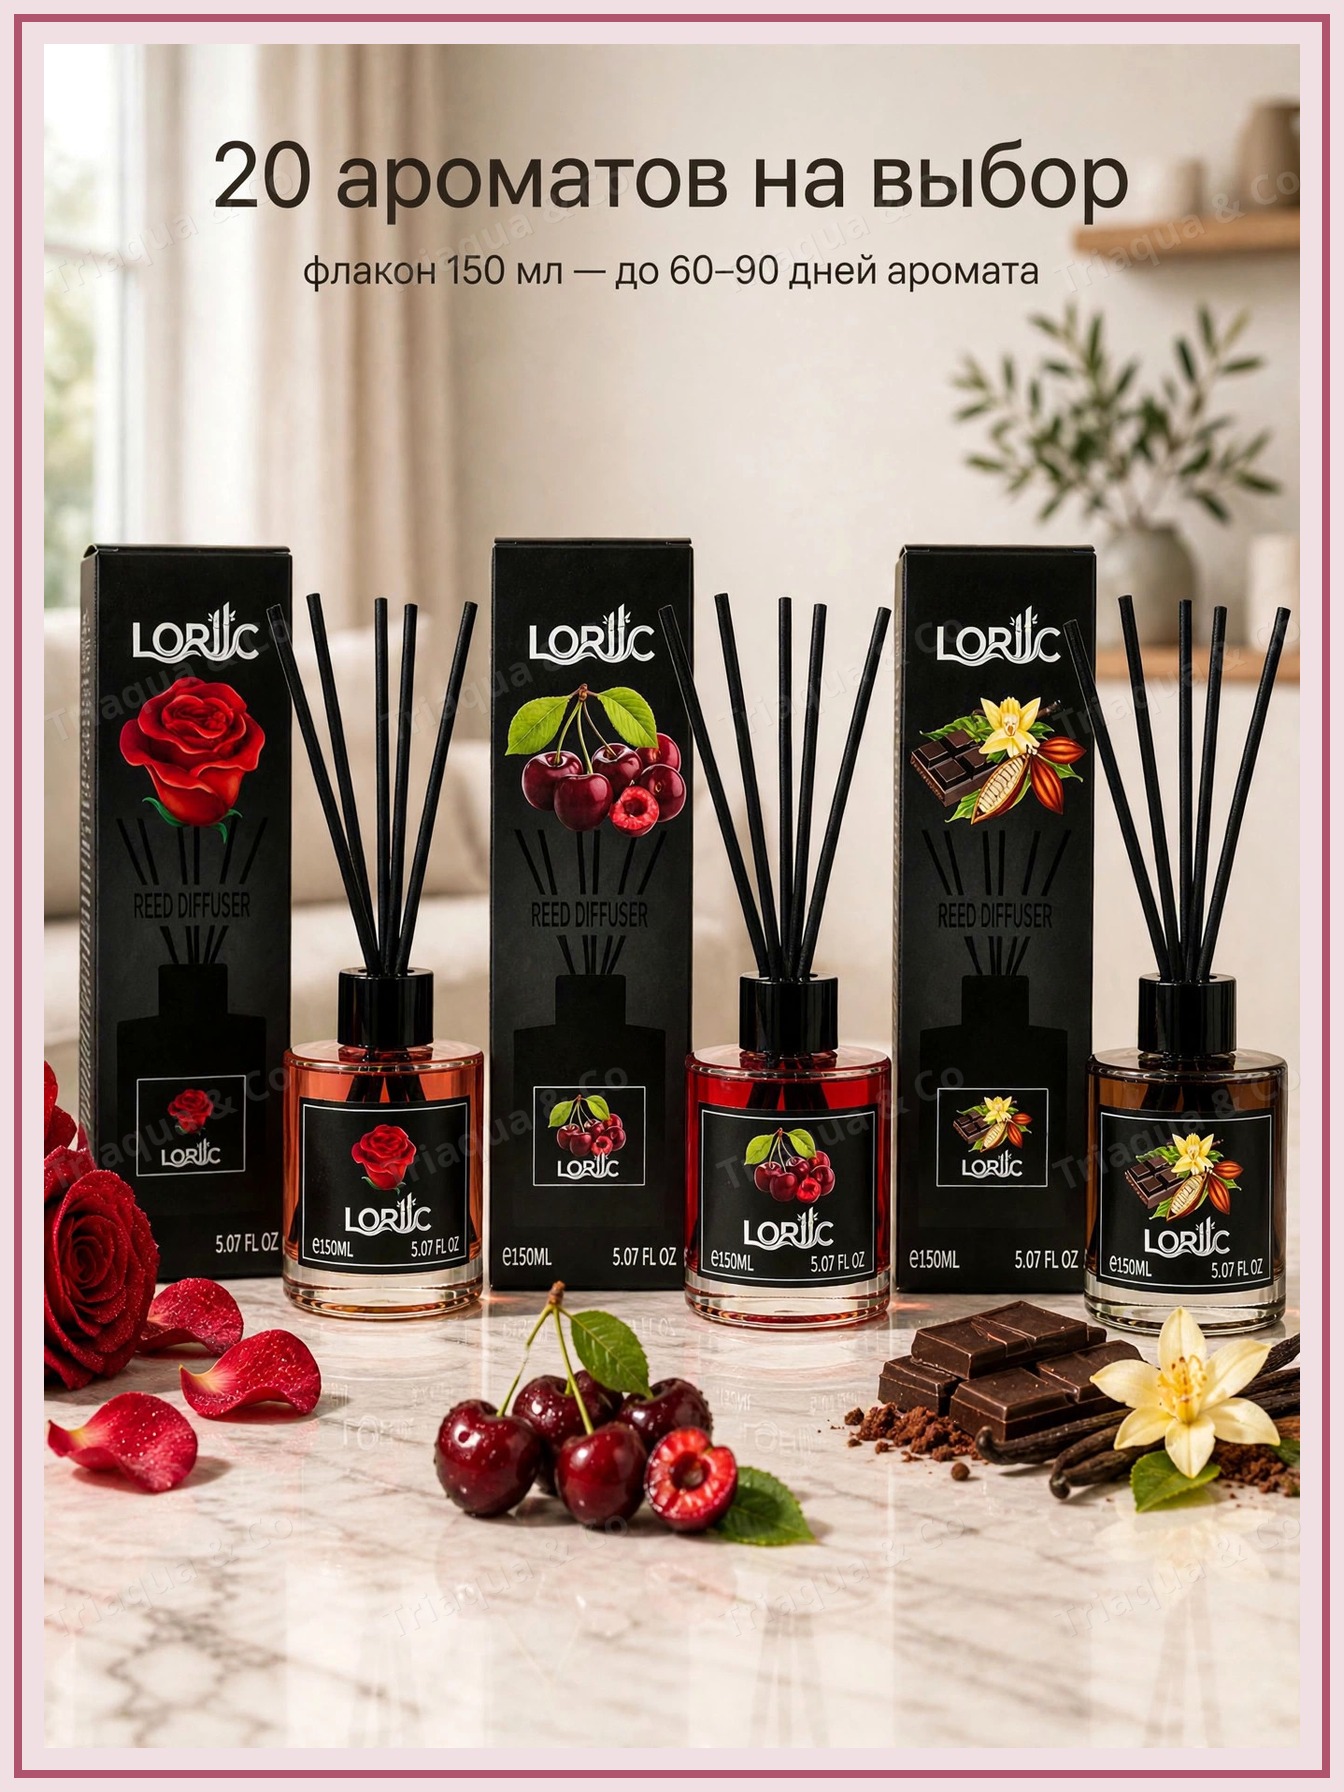 20 ароматов на выбор
флакон 150 мл — до 60–90 дней аромата
LORIIC
REED DIFFUSER
LORIIC
5.07 FL OZ
LORIIC
e150ML 5.07 FL OZ
LORIIC
REED DIFFUSER
LORIIC
e150ML 5.07 FL OZ
LORIIC
e150ML 5.07 FL OZ
LORIIC
REED DIFFUSER
LORIIC
e150ML 5.07 FL OZ
LORIIC
e150ML 5.07 FL OZ
Triaqua & Co